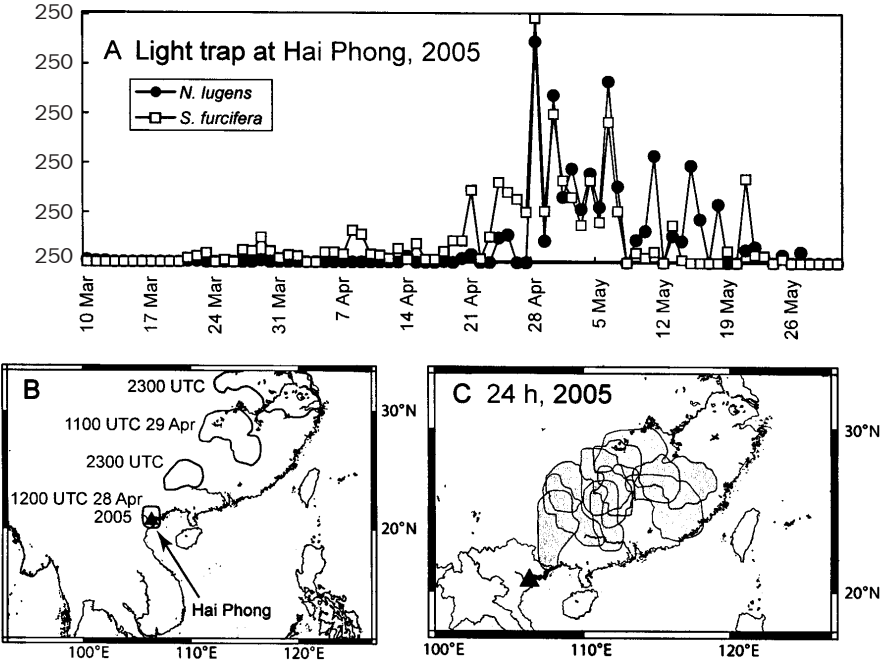 250
A Light trap at Hai Phong, 2005
250
N. lugens
S. furcifera
250
250
250
250
10 Mar
17 Mar
24 Mar
31 Mar
7 Apr
14 Apr
21 Apr
28 Apr
5 May
12 May
19 May
26 May
B
2300 UTC
1100 UTC 29 Apr
2300 UTC
1200 UTC 28 Apr
2005
Hai Phong
30°N
20°N
100°E
110°E
120°E
C 24 h, 2005
30°N
20°N
100°E
110°E
120°E